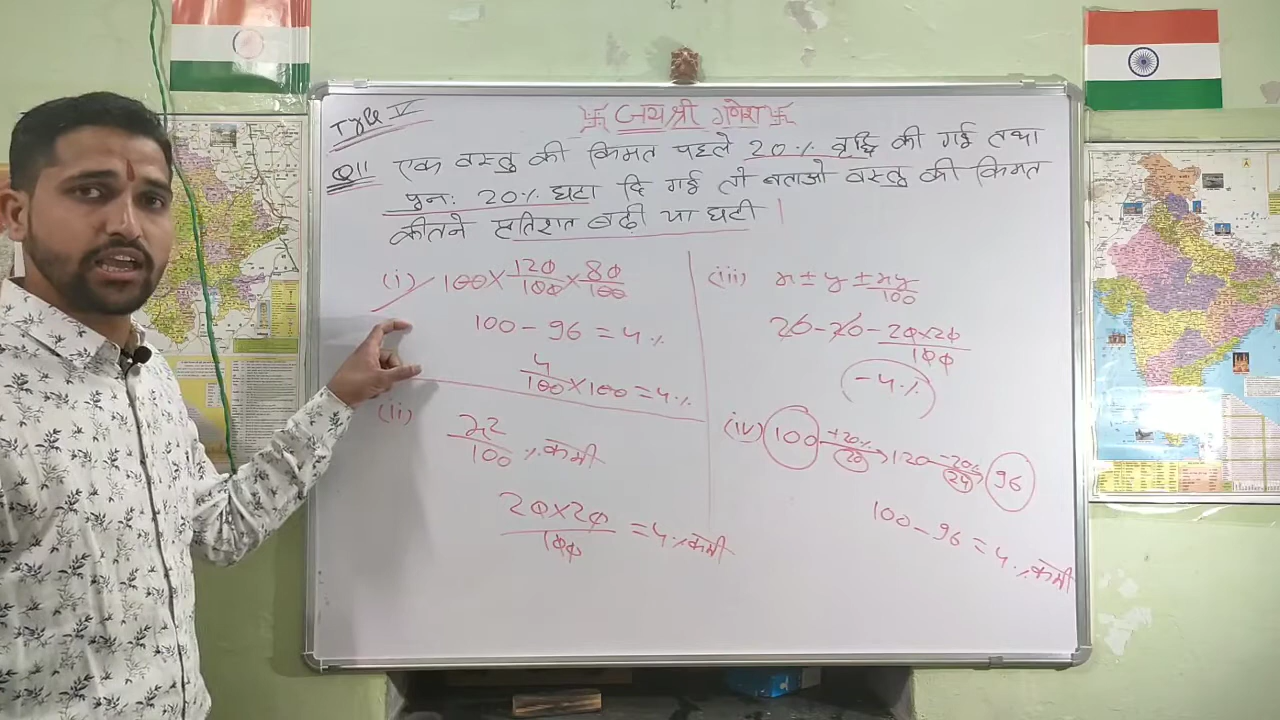 Type V
卐 जय श्री गणेश 卐
Q11 एक वस्तु की किमत पहले 20% वृद्धि की गई तथा
पुन: 20% घटा दि गई तो बताओ वस्तु की किमत
कीतने प्रतिशत बढ़ी या घटी |
(i) 100 × 120/100 × 80/100
100 - 96 = 4%
4/100 × 100 = 4%
(ii) x2/100 % कमी
20×20/100 = 4% कमी
(iii) x ± y ± xy/100
20 - 20 - 20×20/100
-4%
(iv) 100 +20% (20) → 120 -20% (24) → 96
100 - 96 = 4% कमी